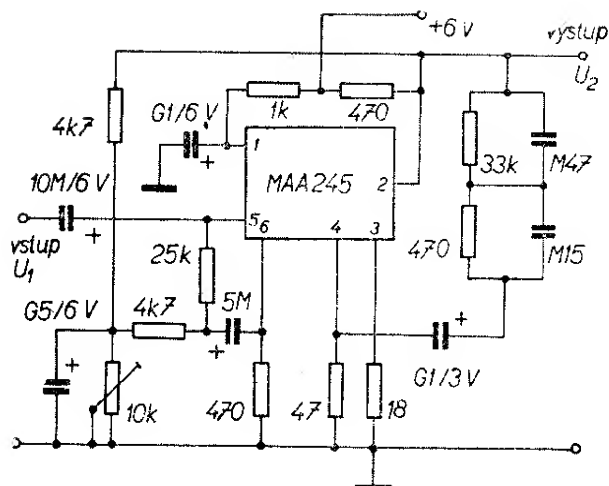 +6 V
výstup
U2
1k
470
4k7
G1/6 V
+
1
MAA245
2
33k
M47
10M/6 V
+
5
6
4
3
470
M15
vstup
U1
25k
5M
G5/6 V
4k7
+
+
+
G1/3 V
10k
470
47
18